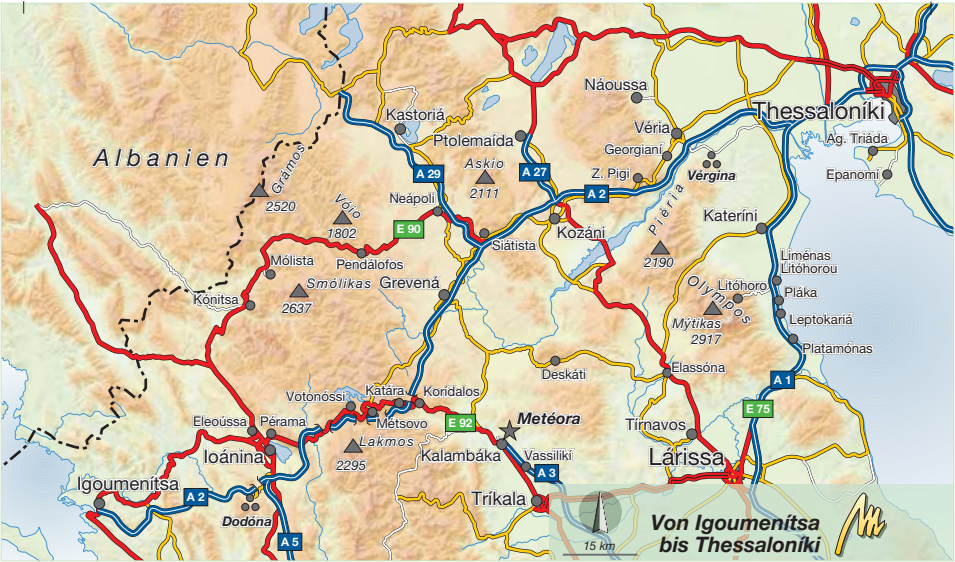 Náoussa
Thessaloníki
Kastoriá
Ptolemaída
Véria
Georgianí
Ag. Triáda
Albanien
Grámos
2520
A 29
Askio
2111
A 27
Z. Pigi
Vérgina
Epanomí
Vójo
1802
Neápoli
A 2
Piéria
2190
Kateríni
E 90
Siátista
Kozáni
Mólista
Pendálofos
Liménas
Litóhorou
Smólikas
2637
Grevená
Kónitsa
Litóhoro
Olympos
Pláka
Mýtikas
2917
Leptokariá
Platamónas
Deskáti
Elassóna
A 1
Votonóssi
Katára
Korídalos
Métsovo
E 92
Metéora
E 75
Eleoússa
Pérama
Lakmos
2295
Tírnavos
Ioánina
Kalambáka
Vassilikí
Lárissa
A 3
Igoumenítsa
A 2
Tríkala
Dodóna
A 5
15 km
Von Igoumenítsa
bis Thessaloníki